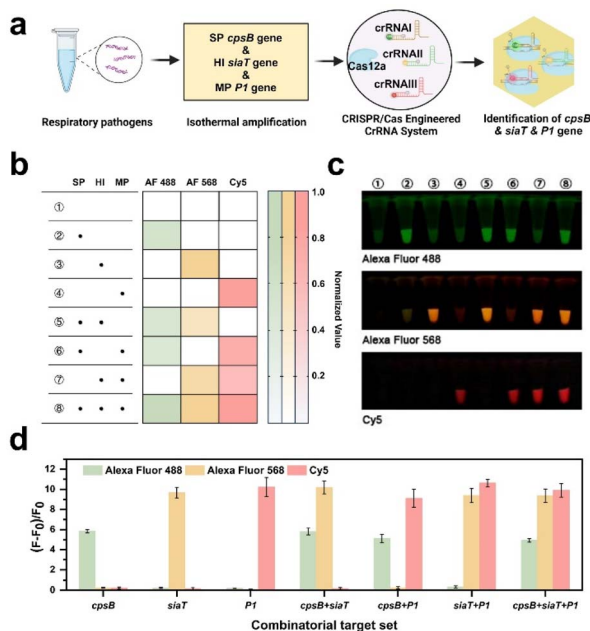 a
SP cpsB gene
&
HI siaT gene
&
MP P1 gene
crRNAI
crRNAII
Cas12a
crRNAIII
Respiratory pathogens
Isothermal amplification
CRISPR/Cas Engineered
CrRNA System
Identification of cpsB
& siaT & P1 gene
b
SP HI MP AF 488 AF 568 Cy5
①
②
③
④
⑤
⑥
⑦
⑧
1.0
0.8
0.6
0.4
0.2
Normalized Value
c
① ② ③ ④ ⑤ ⑥ ⑦ ⑧
Alexa Fluor 488
Alexa Fluor 568
Cy5
d
Alexa Fluor 488 Alexa Fluor 568 Cy5
(F-F0)/F0
12
10
8
6
4
2
0
cpsB siaT P1 cpsB+siaT cpsB+P1 siaT+P1 cpsB+siaT+P1
Combinatorial target set